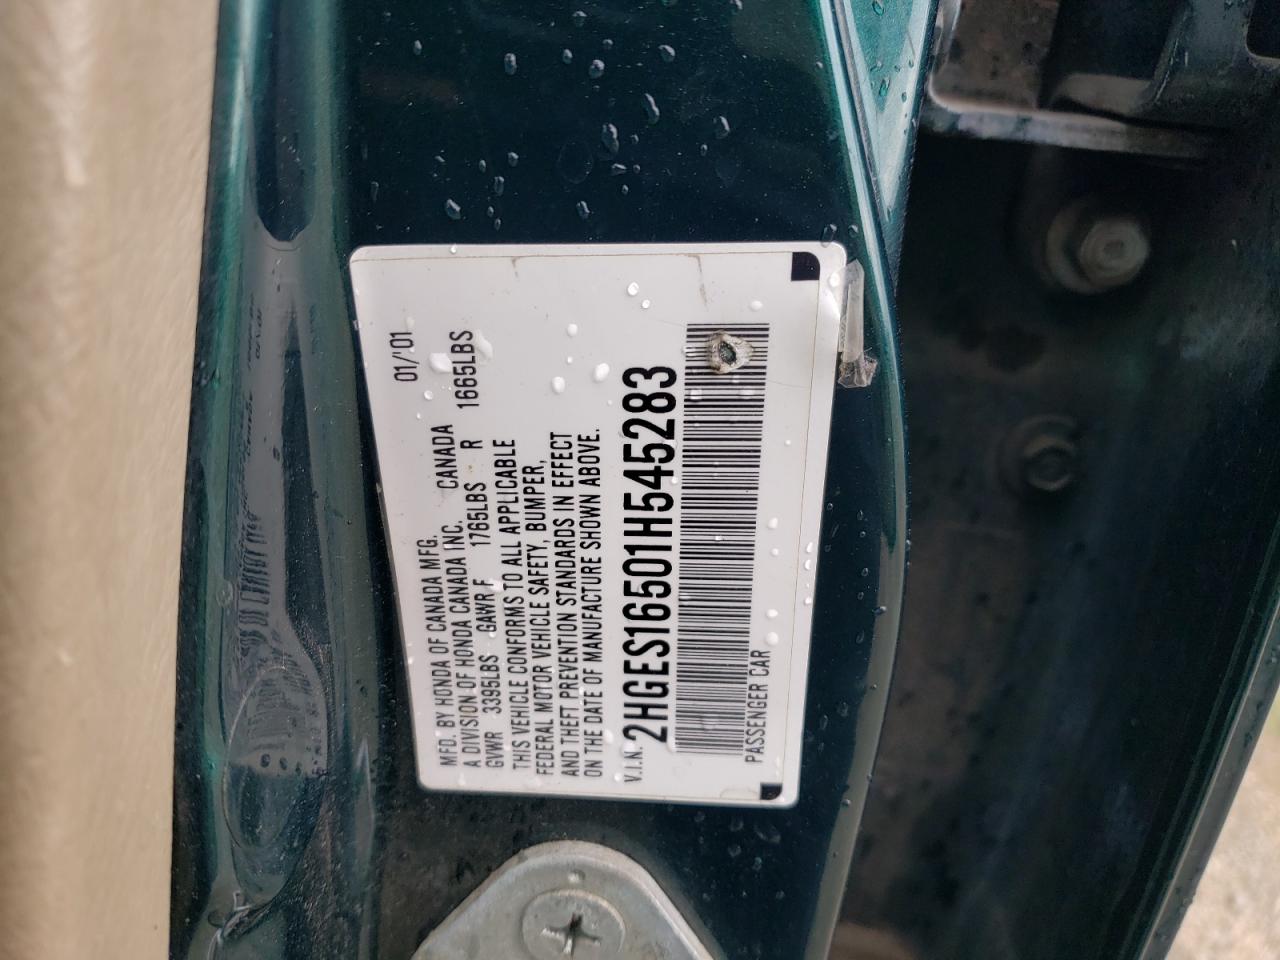 MFD. BY HONDA OF CANADA MFG. CANADA 01/'01
A DIVISION OF HONDA CANADA INC.
GVWR 3395LBS GAWR F 1765LBS R 1665LBS
THIS VEHICLE CONFORMS TO ALL APPLICABLE
FEDERAL MOTOR VEHICLE SAFETY, BUMPER,
AND THEFT PREVENTION STANDARDS IN EFFECT
ON THE DATE OF MANUFACTURE SHOWN ABOVE.
V.I.N. 2HGES16501H545283
PASSENGER CAR